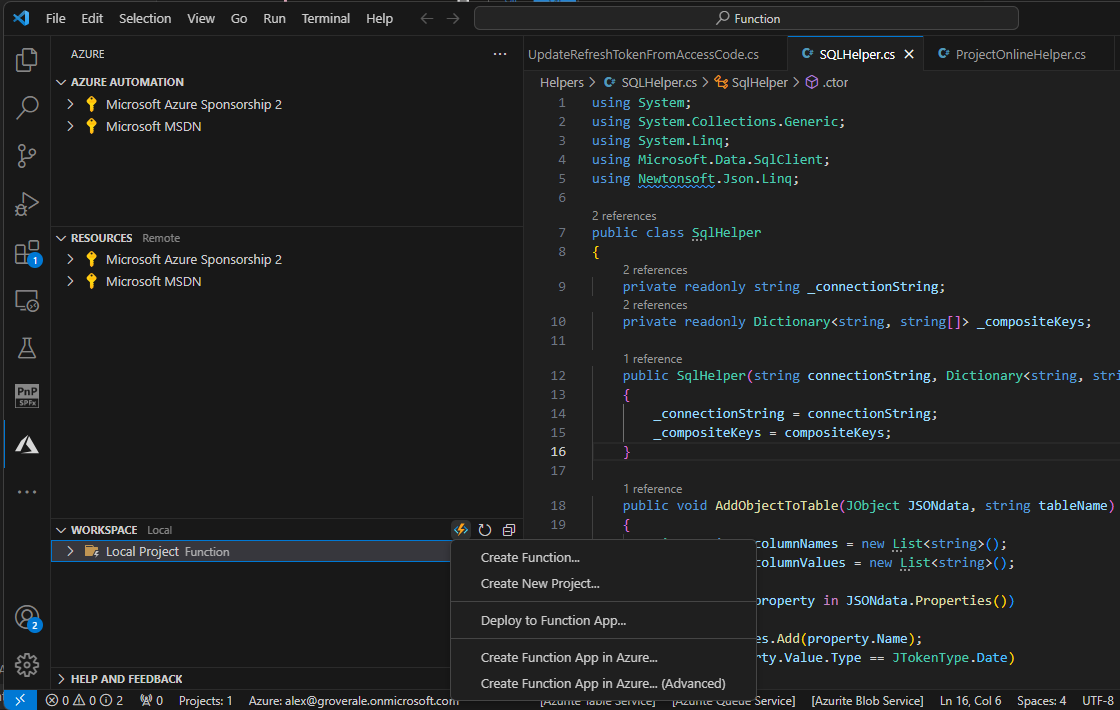 File Edit Selection View Go Run Terminal Help
Function
AZURE
AZURE AUTOMATION
Microsoft Azure Sponsorship 2
Microsoft MSDN
RESOURCES Remote
Microsoft Azure Sponsorship 2
Microsoft MSDN
WORKSPACE Local
Local Project Function
HELP AND FEEDBACK
1
PnP
SPFx
2
UpdateRefreshTokenFromAccessCode.cs
SQLHelper.cs
ProjectOnlineHelper.cs
Helpers > SQLHelper.cs > SqlHelper > .ctor
1 using System;
2 using System.Collections.Generic;
3 using System.Linq;
4 using Microsoft.Data.SqlClient;
5 using Newtonsoft.Json.Linq;
6
2 references
7 public class SqlHelper
8 {
2 references
9 private readonly string _connectionString;
2 references
10 private readonly Dictionary<string, string[]> _compositeKeys;
11
1 reference
12 public SqlHelper(string connectionString, Dictionary<string, stri
13 {
14 _connectionString = connectionString;
15 _compositeKeys = compositeKeys;
16 }
17
1 reference
18 public void AddObjectToTable(JObject JSONdata, string tableName)
19 {
columnNames = new List<string>();
columnValues = new List<string>();
property in JSONdata.Properties())
es.Add(property.Name);
rty.Value.Type == JTokenType.Date)
Create Function...
Create New Project...
Deploy to Function App...
Create Function App in Azure...
Create Function App in Azure... (Advanced)
0 0 2 0 Projects: 1 Azure: alex@groverale.onmicrosoft.com [Azurite Table Service] [Azurite Queue Service] [Azurite Blob Service] Ln 16, Col 6 Spaces: 4 UTF-8